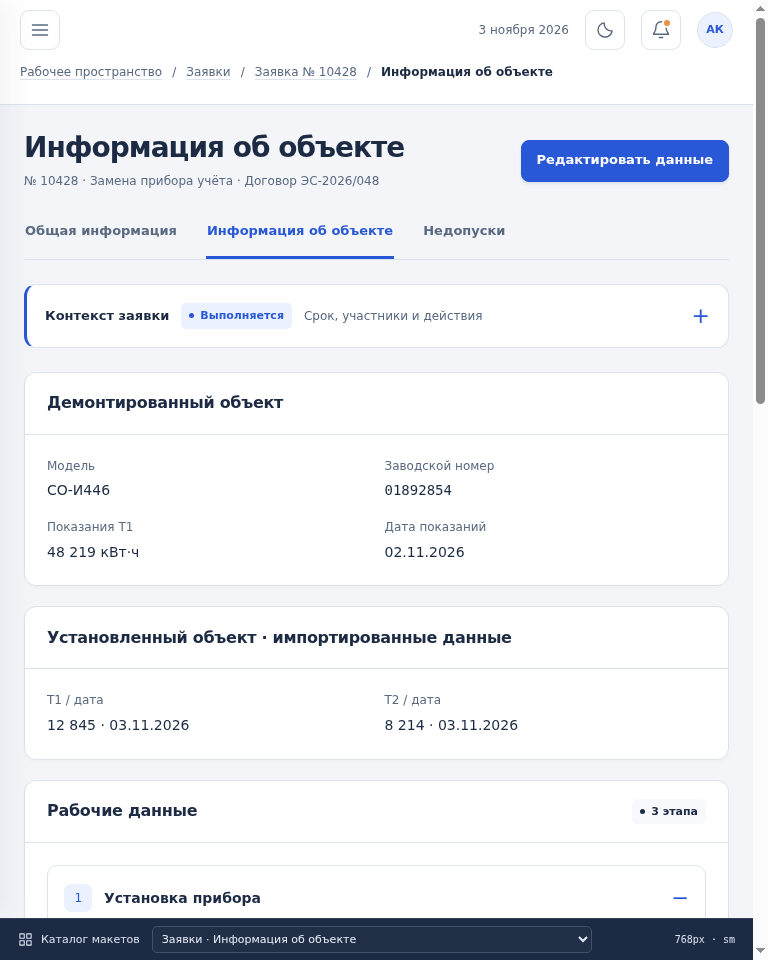 3 ноября 2026
АК
Рабочее пространство / Заявки / Заявка № 10428 / Информация об объекте
Информация об объекте
Редактировать данные
№ 10428 · Замена прибора учёта · Договор ЭС-2026/048
Общая информация Информация об объекте Недопуски
Контекст заявки Выполняется Срок, участники и действия
Демонтированный объект
Модель Заводской номер
СО-И446 01892854
Показания Т1 Дата показаний
48 219 кВт·ч 02.11.2026
Установленный объект · импортированные данные
Т1 / дата Т2 / дата
12 845 · 03.11.2026 8 214 · 03.11.2026
Рабочие данные 3 этапа
1 Установка прибора
Каталог макетов Заявки · Информация об объекте 768px · sm